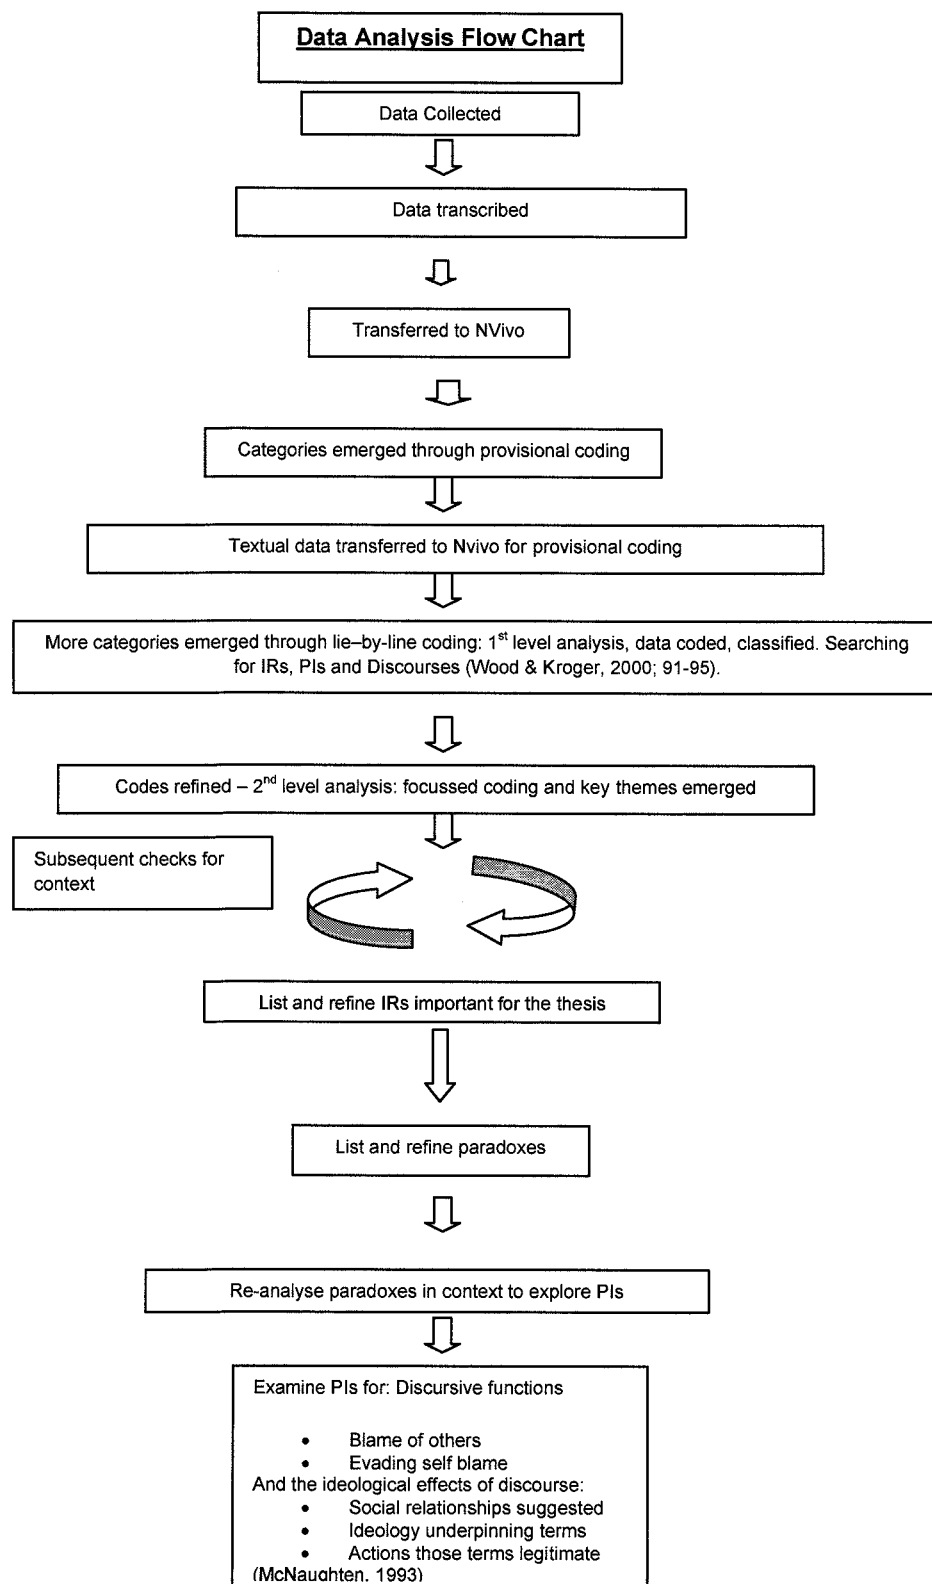 Data Analysis Flow Chart
Data Collected
Data transcribed
Transferred to NVivo
Categories emerged through provisional coding
Textual data transferred to Nvivo for provisional coding
More categories emerged through lie–by-line coding: 1st level analysis, data coded, classified. Searching
for IRs, PIs and Discourses (Wood & Kroger, 2000; 91-95).
Codes refined – 2nd level analysis: focussed coding and key themes emerged
Subsequent checks for
context
List and refine IRs important for the thesis
List and refine paradoxes
Re-analyse paradoxes in context to explore PIs
Examine PIs for: Discursive functions
• Blame of others
• Evading self blame
And the ideological effects of discourse:
• Social relationships suggested
• Ideology underpinning terms
• Actions those terms legitimate
(McNaughten, 1993)